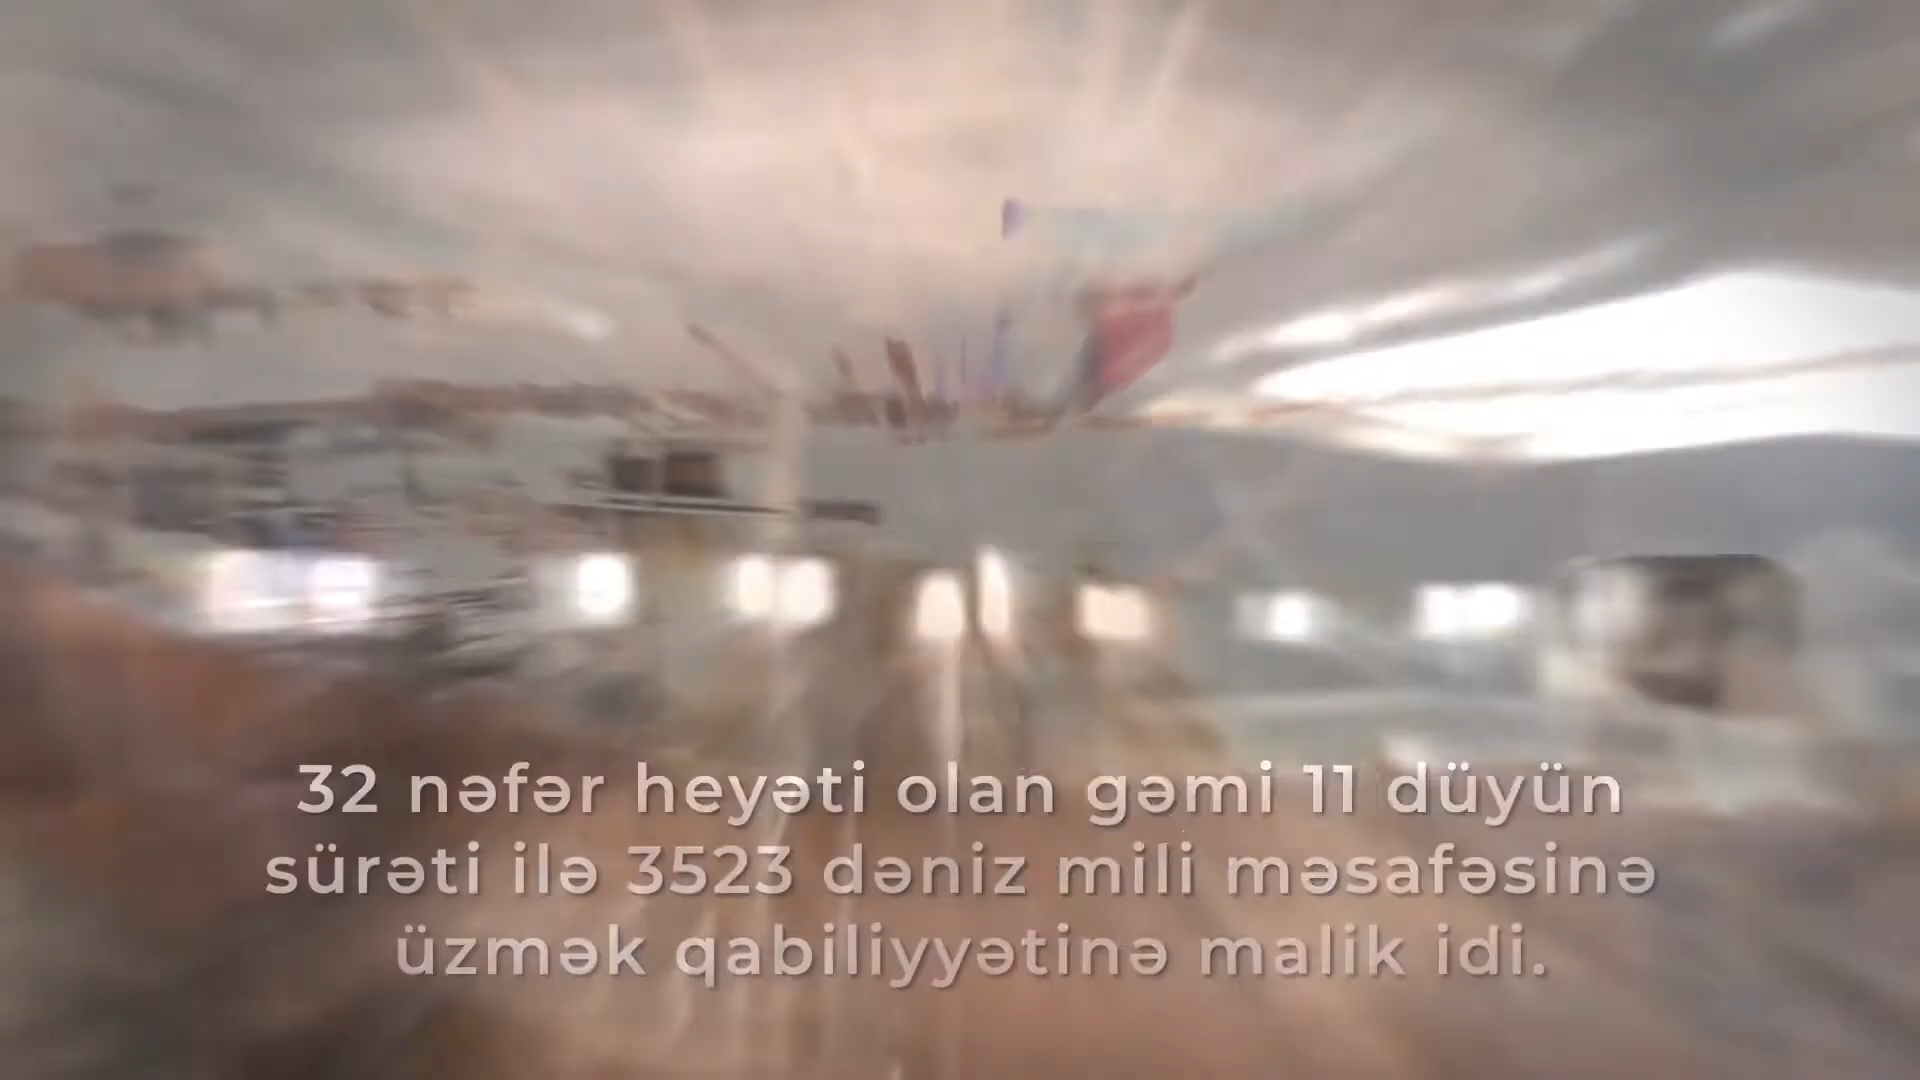 32 nəfər heyəti olan gəmi 11 düyün
sürəti ilə 3523 dəniz mili məsafəsinə
üzmək qabiliyyətinə malik idi.